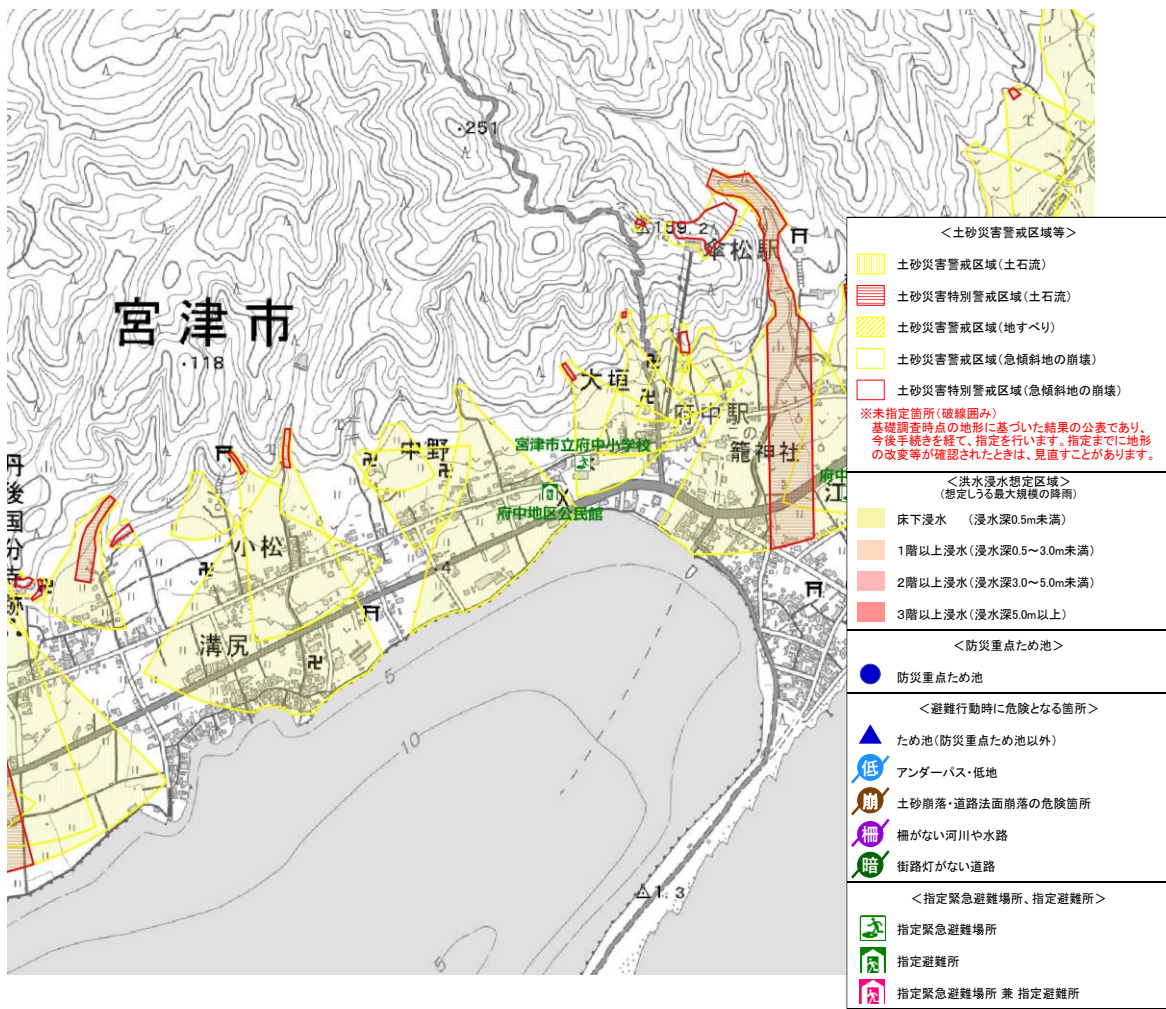 ・251
159.2
傘松駅
宮津市
・118
大垣
府中駅
この
籠神社
宮津市立府中小学校
中野
府中地区公民館
府中
江
丹後国分寺跡
小松
・4
溝尻
5
10
5
1.3
＜土砂災害警戒区域等＞
土砂災害警戒区域(土石流)
土砂災害特別警戒区域(土石流)
土砂災害警戒区域(地すべり)
土砂災害警戒区域(急傾斜地の崩壊)
土砂災害特別警戒区域(急傾斜地の崩壊)
※未指定箇所(破線囲み)
基礎調査時点の地形に基づいた結果の公表であり、
今後手続きを経て、指定を行います。指定までに地形
の改変等が確認されたときは、見直すことがあります。
＜洪水浸水想定区域＞
(想定しうる最大規模の降雨)
床下浸水　(浸水深0.5m未満)
1階以上浸水(浸水深0.5～3.0m未満)
2階以上浸水(浸水深3.0～5.0m未満)
3階以上浸水(浸水深5.0m以上)
＜防災重点ため池＞
防災重点ため池
＜避難行動時に危険となる箇所＞
ため池(防災重点ため池以外)
低 アンダーパス・低地
崩 土砂崩落・道路法面崩落の危険箇所
柵 柵がない河川や水路
暗 街路灯がない道路
＜指定緊急避難場所、指定避難所＞
指定緊急避難場所
指定避難所
指定緊急避難場所 兼 指定避難所